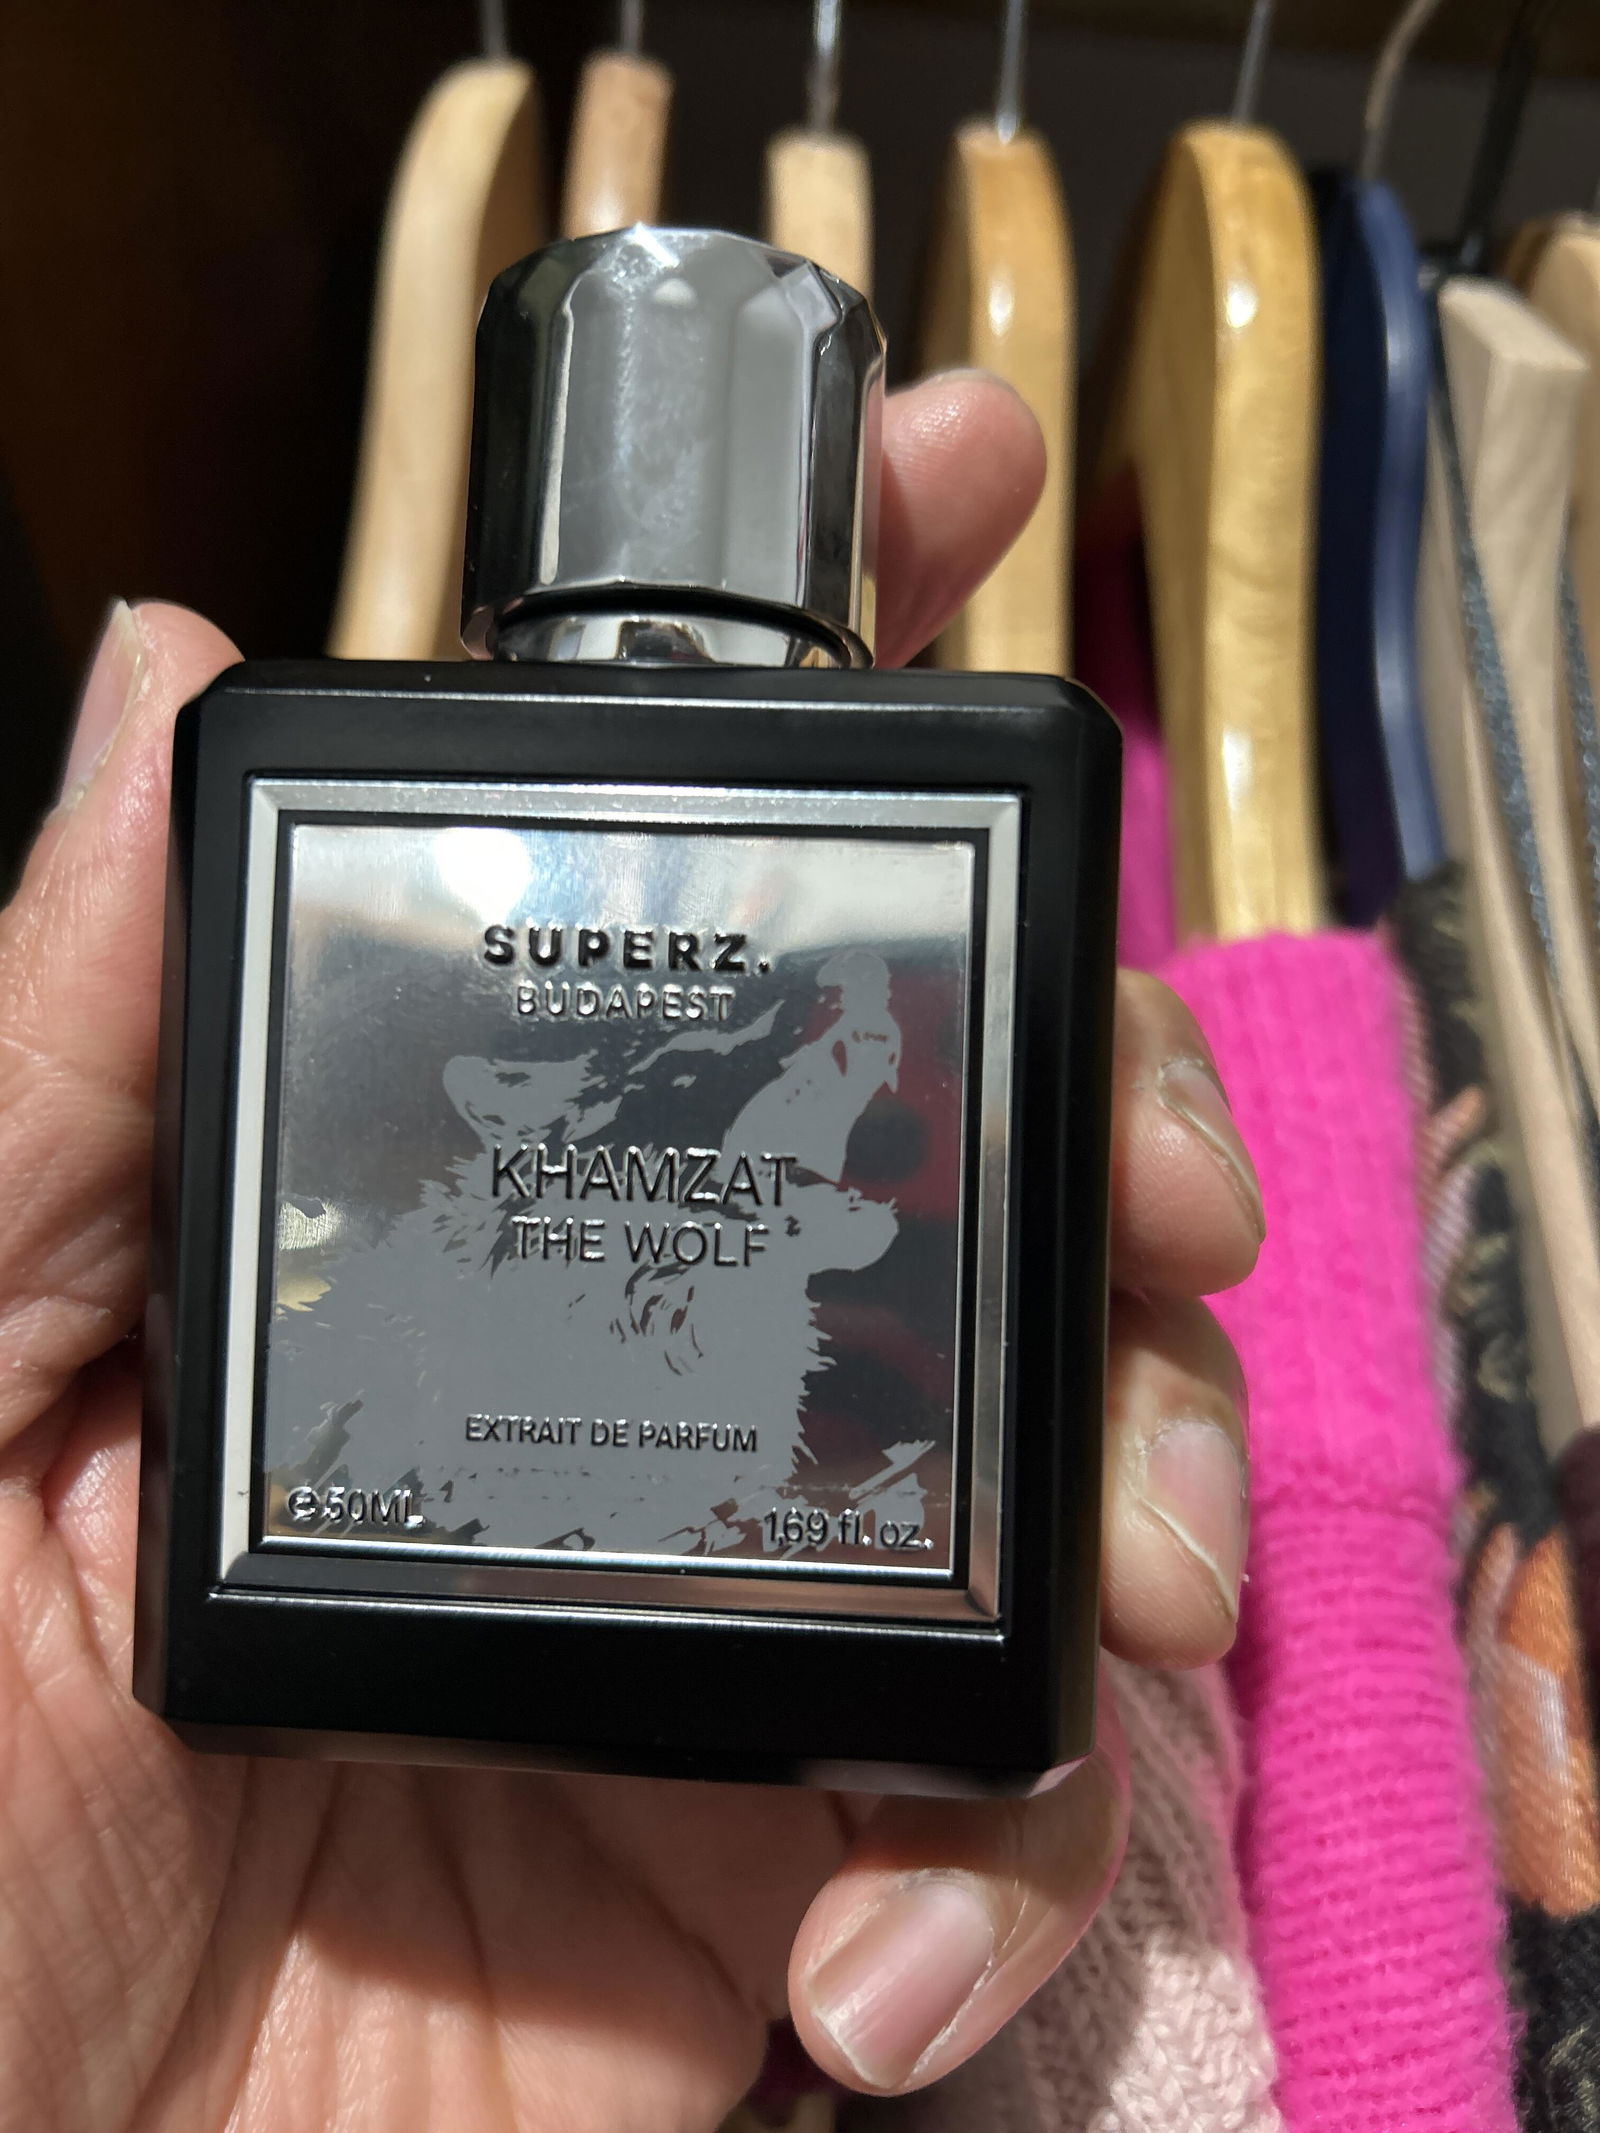 SUPERZ.
BUDAPEST
KHAMZAT
THE WOLF
EXTRAIT DE PARFUM
℮50ML
1.69 fl. oz.